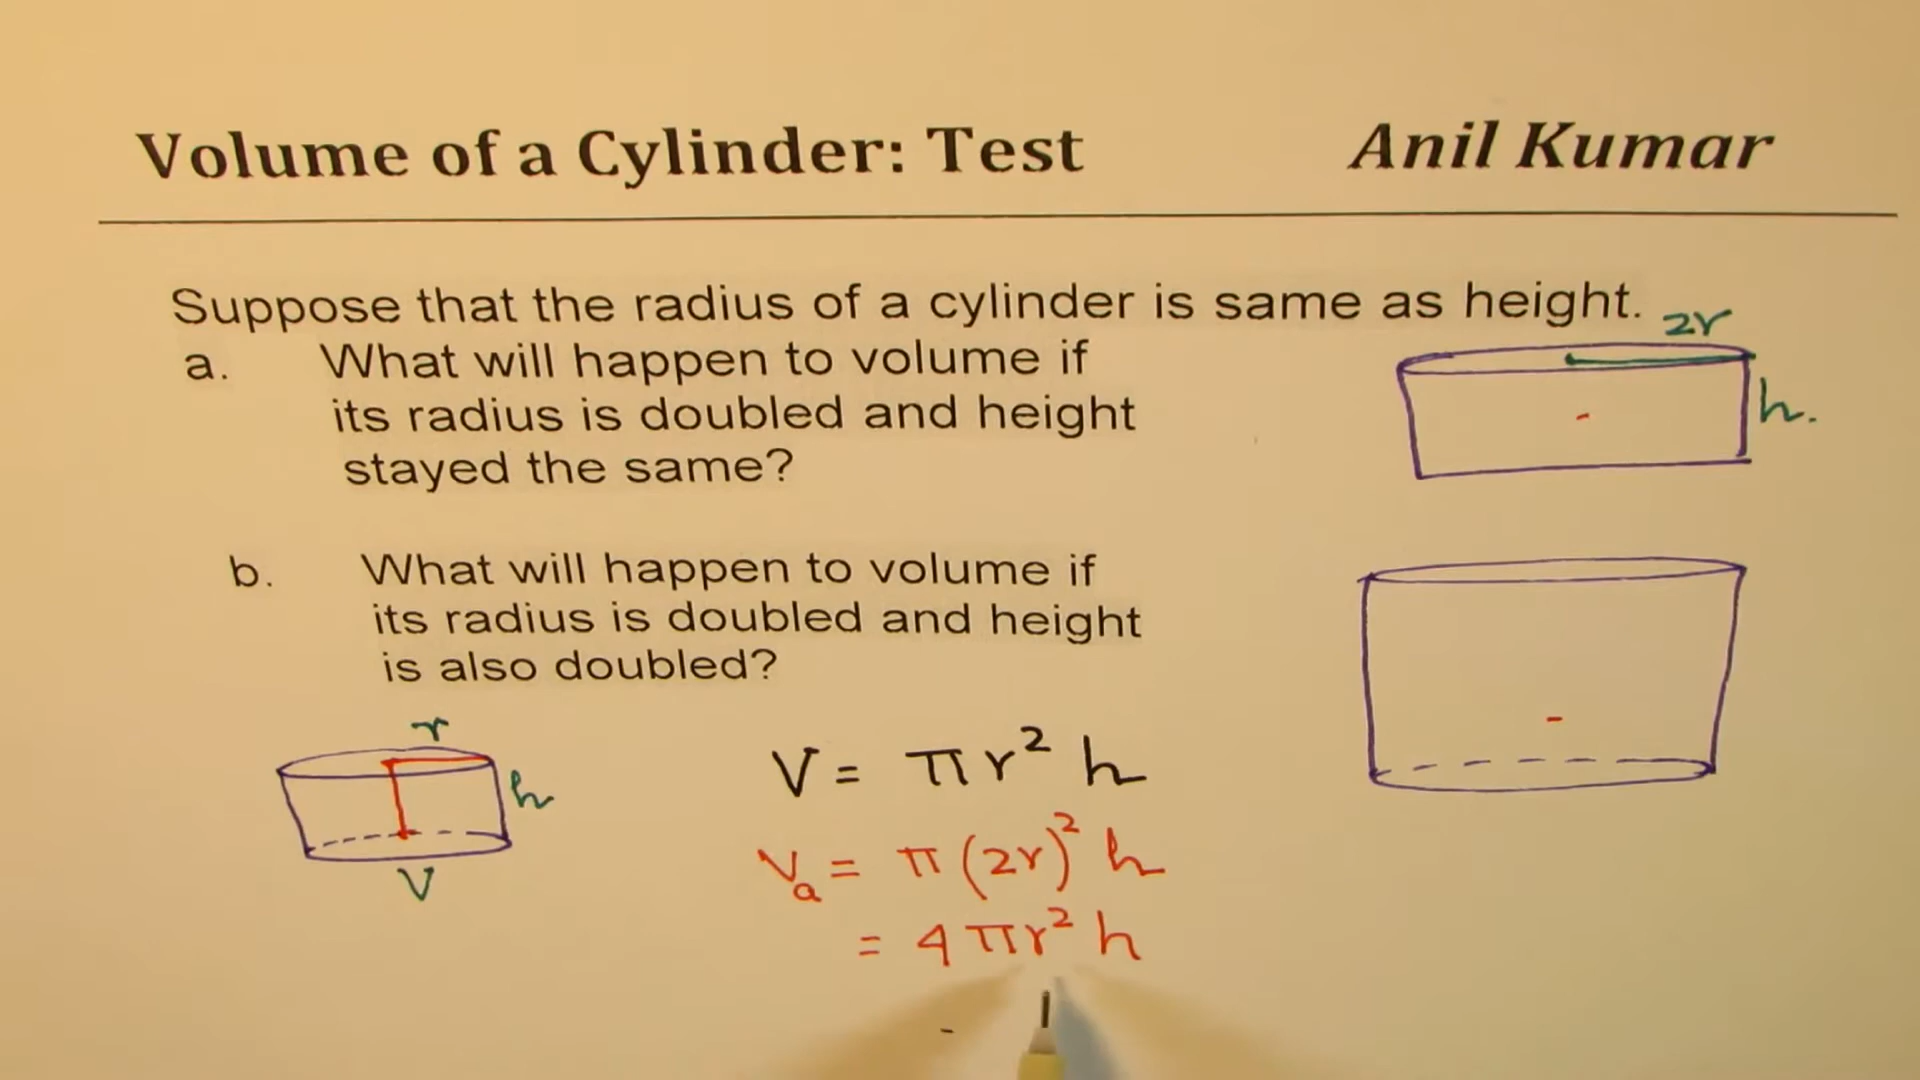 Volume of a Cylinder: Test Anil Kumar
Suppose that the radius of a cylinder is same as height.
a. What will happen to volume if
its radius is doubled and height
stayed the same?
2r
h.
b. What will happen to volume if
its radius is doubled and height
is also doubled?
r
h
V
V = πr² h
Vₐ = π(2r)² h
= 4πr² h